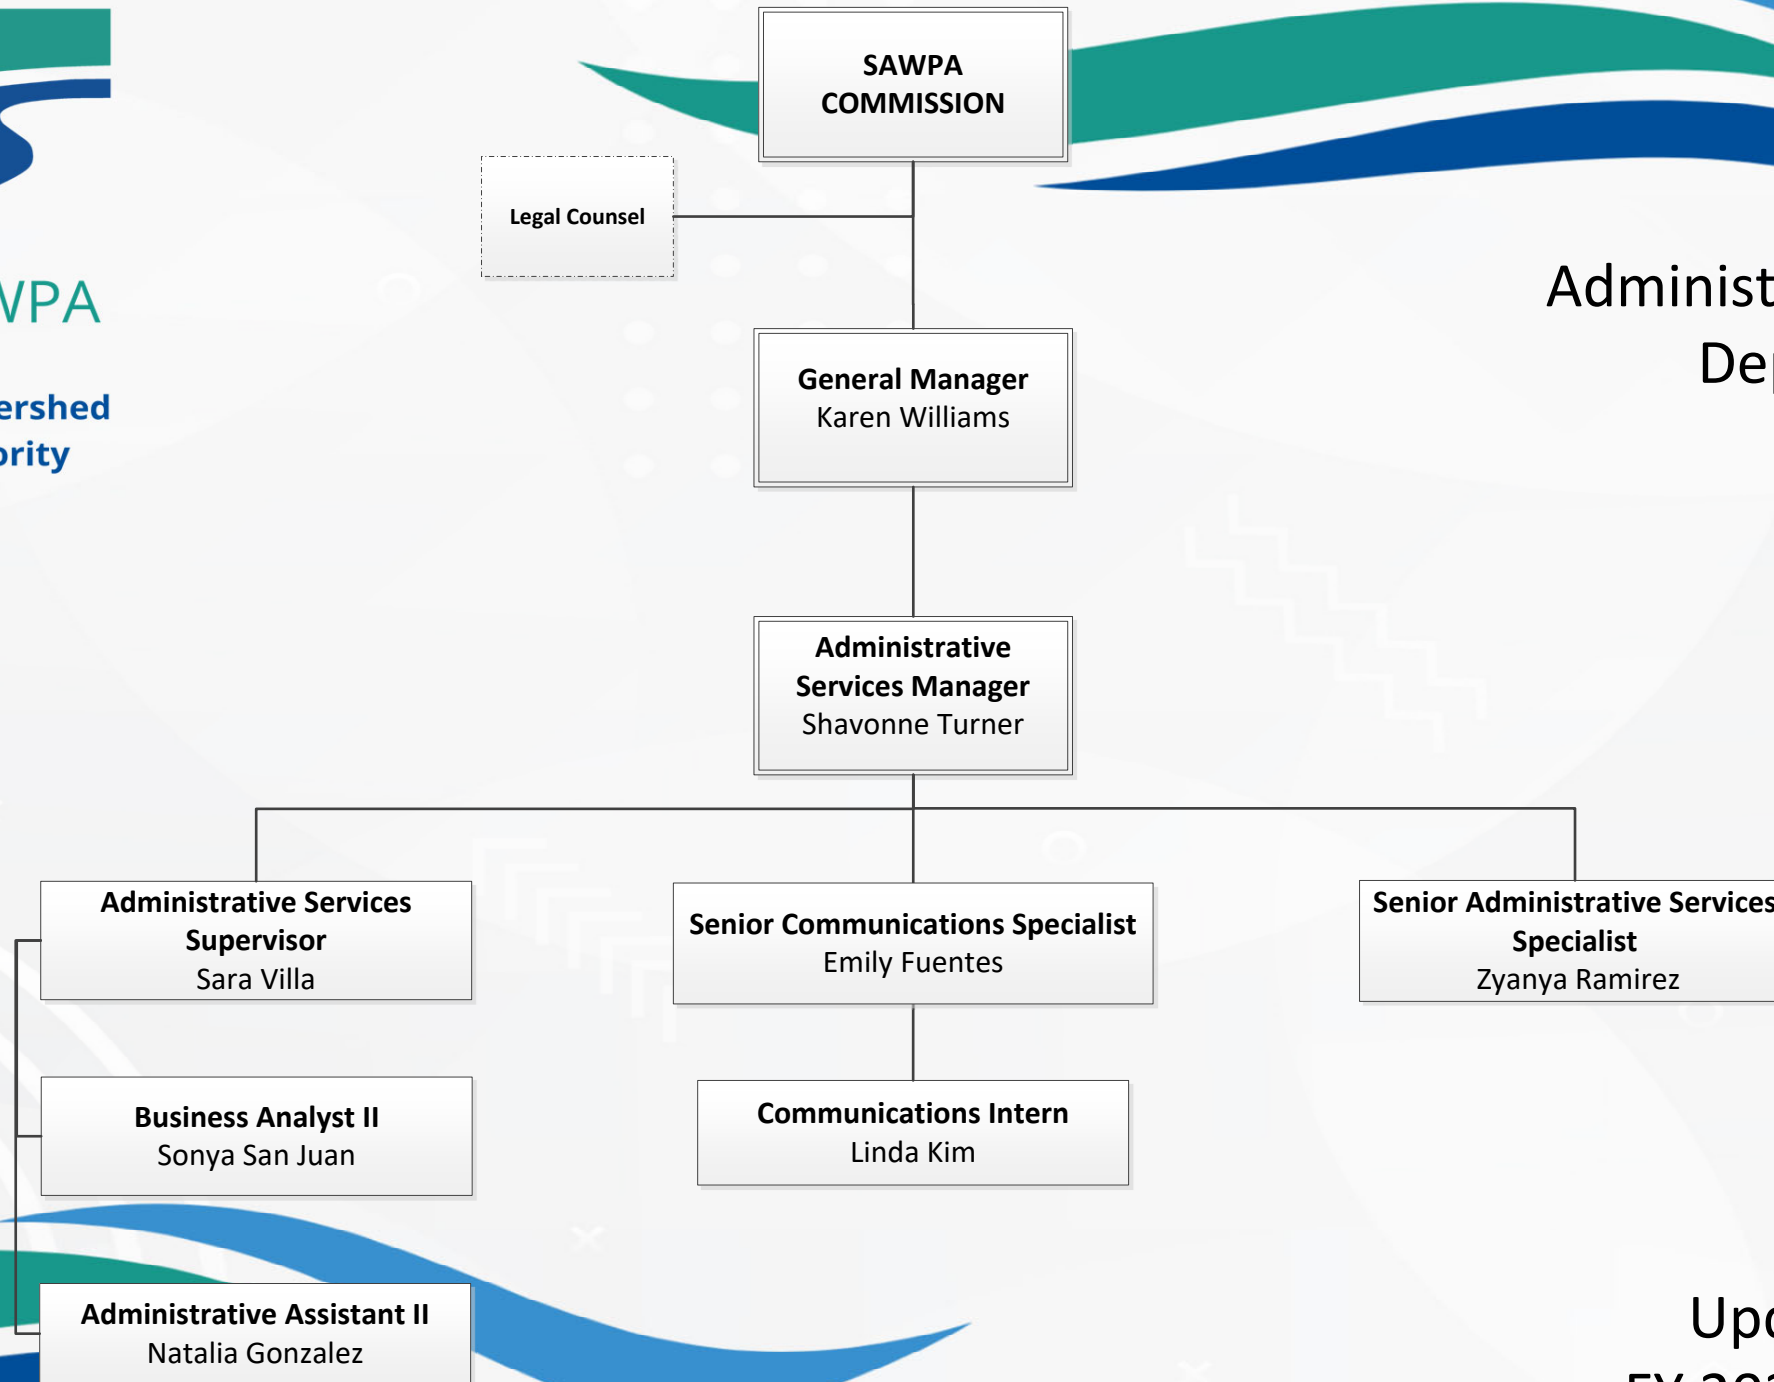 SAWPA
COMMISSION
Legal Counsel
General Manager
Karen Williams
Administrative
Services Manager
Shavonne Turner
Administrative Services
Supervisor
Sara Villa
Senior Communications Specialist
Emily Fuentes
Senior Administrative Services
Specialist
Zyanya Ramirez
Business Analyst II
Sonya San Juan
Communications Intern
Linda Kim
Administrative Assistant II
Natalia Gonzalez